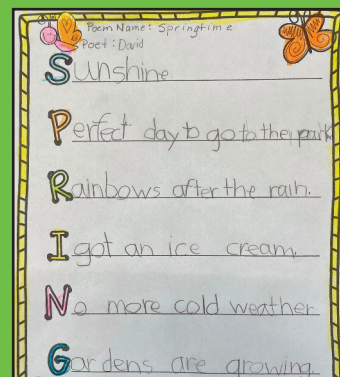 Poem Name: Springtime
Poet: David
Sunshine
Perfect day to go to the park
Rainbows after the rain.
I got an ice cream.
No more cold weather
Gardens are growing.